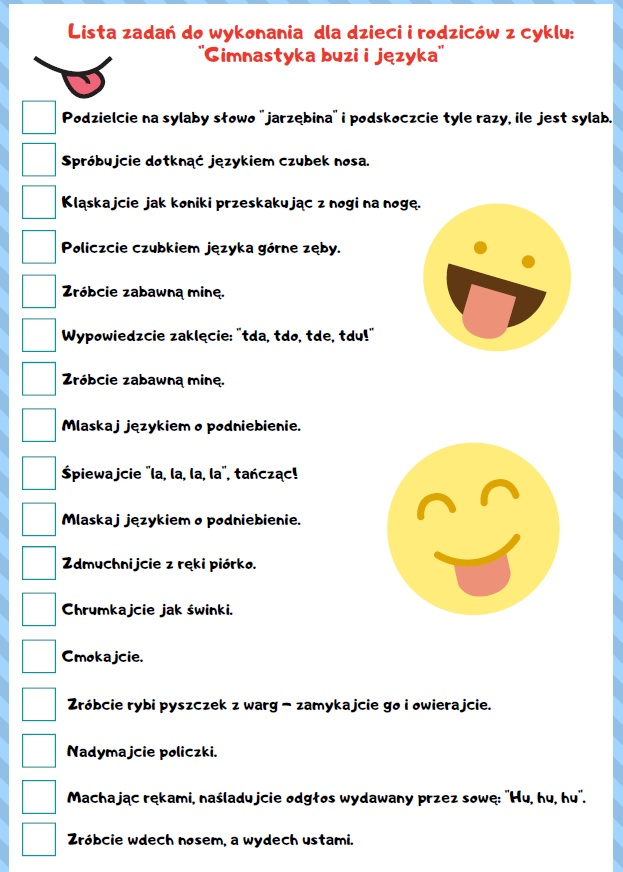 Lista zadań do wykonania dla dzieci i rodziców z cyklu:
"Gimnastyka buzi i języka"
Podzielcie na sylaby słowo "jarzębina" i podskoczcie tyle razy, ile jest sylab.
Spróbujcie dotknąć językiem czubek nosa.
Kląskajcie jak koniki przeskakując z nogi na nogę.
Policzcie czubkiem języka górne zęby.
Zróbcie zabawną minę.
Wypowiedzcie zaklęcie: "tda, tdo, tde, tdu!"
Zróbcie zabawną minę.
Mlaskaj językiem o podniebienie.
Śpiewajcie "la, la, la, la", tańcząc!
Mlaskaj językiem o podniebienie.
Zdmuchnijcie z ręki piórko.
Chrumkajcie jak świnki.
Cmokajcie.
Zróbcie rybi pyszczek z warg – zamykajcie go i owierajcie.
Nadymajcie policzki.
Machając rękami, naśladujcie odgłos wydawany przez sowę: "Hu, hu, hu".
Zróbcie wdech nosem, a wydech ustami.